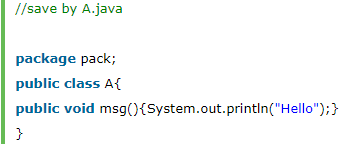 //save by A.java
package pack;
public class A{
public void msg(){System.out.println("Hello");}
}